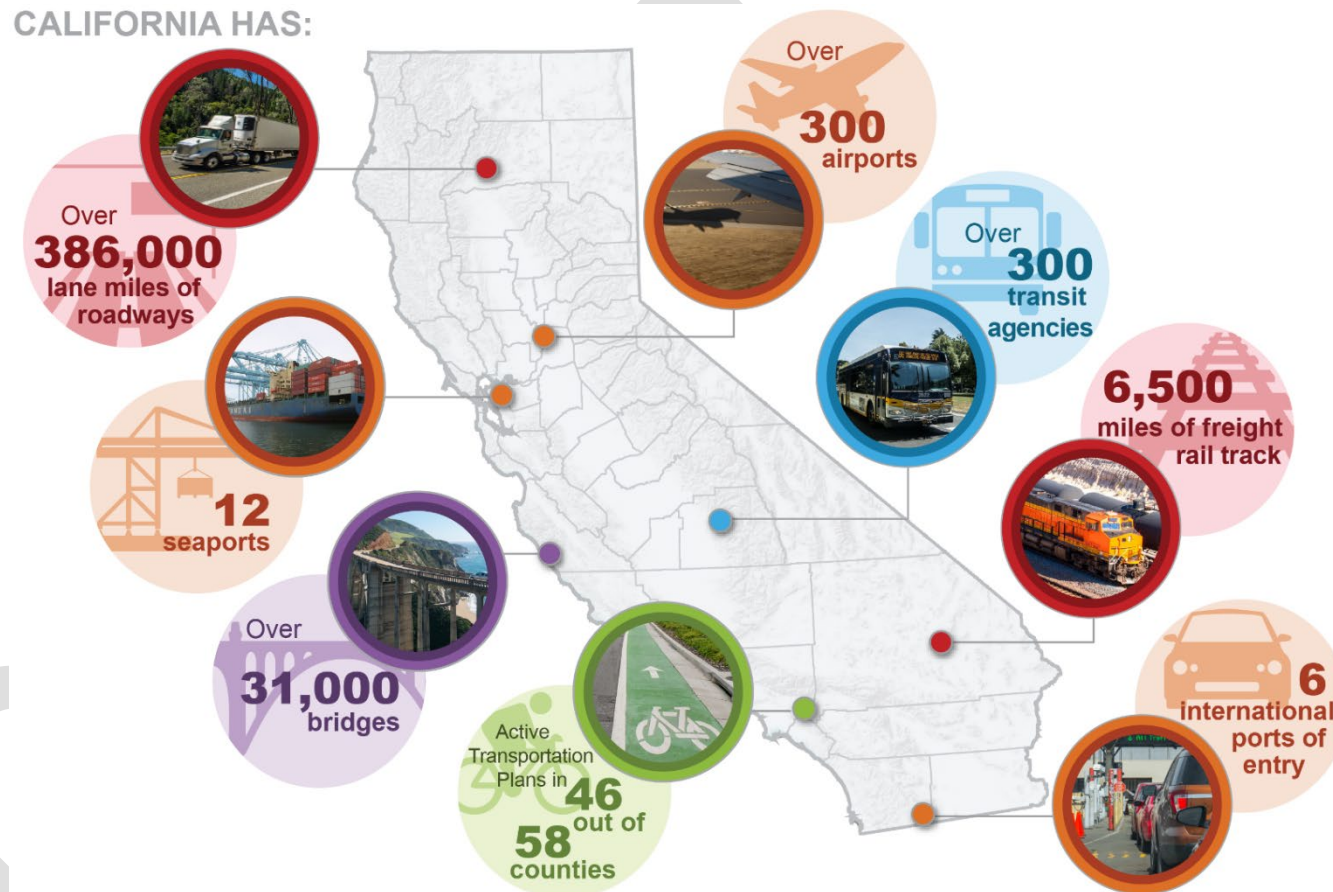 CALIFORNIA HAS:
Over
386,000
lane miles of
roadways
Over
300
airports
Over
300
transit
agencies
12
seaports
6,500
miles of freight
rail track
Over
31,000
bridges
Active
Transportation
Plans in 46
out of
58
counties
6
international
ports of
entry